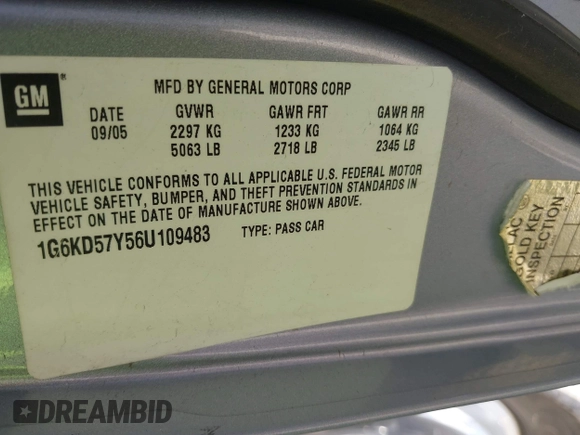 GM
MFD BY GENERAL MOTORS CORP
DATE GVWR GAWR FRT GAWR RR
09/05 2297 KG 1233 KG 1064 KG
5063 LB 2718 LB 2345 LB
THIS VEHICLE CONFORMS TO ALL APPLICABLE U.S. FEDERAL MOTOR
VEHICLE SAFETY, BUMPER, AND THEFT PREVENTION STANDARDS IN
EFFECT ON THE DATE OF MANUFACTURE SHOWN ABOVE.
1G6KD57Y56U109483 TYPE: PASS CAR
GOLD KEY
DREAMBID